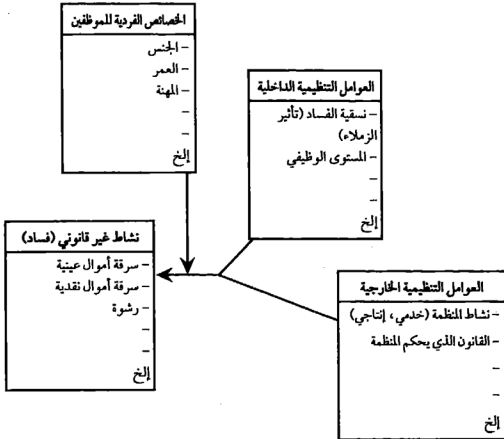 الخصائص الفردية للموظفين
– الجنس
– العمر
– المهنة
–
–
إلخ
العوامل التنظيمية الداخلية
– نسقية الفساد (تأثير
الزملاء)
– المستوى الوظيفي
–
–
إلخ
نشاط غير قانوني (فساد)
– سرقة أموال عينية
– سرقة أموال نقدية
– رشوة
–
–
إلخ
العوامل التنظيمية الخارجية
– نشاط المنظمة (خدمي، إنتاجي)
– القانون الذي يحكم المنظمة
–
–
إلخ